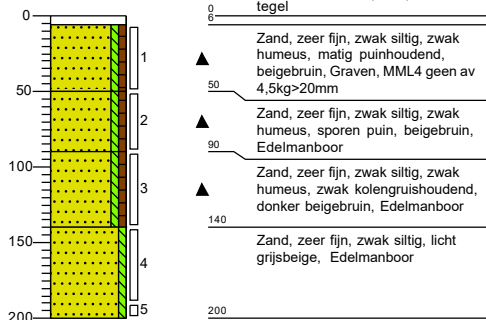 tegel
0
6
0
50
100
150
200
1
2
3
4
5
Zand, zeer fijn, zwak siltig, zwak
humeus, matig puinhoudend,
beigebruin, Graven, MML4 geen av
4,5kg>20mm
50
Zand, zeer fijn, zwak siltig, zwak
humeus, sporen puin, beigebruin,
Edelmanboor
90
Zand, zeer fijn, zwak siltig, zwak
humeus, zwak kolengruishoudend,
donker beigebruin, Edelmanboor
140
Zand, zeer fijn, zwak siltig, licht
grijsbeige, Edelmanboor
200